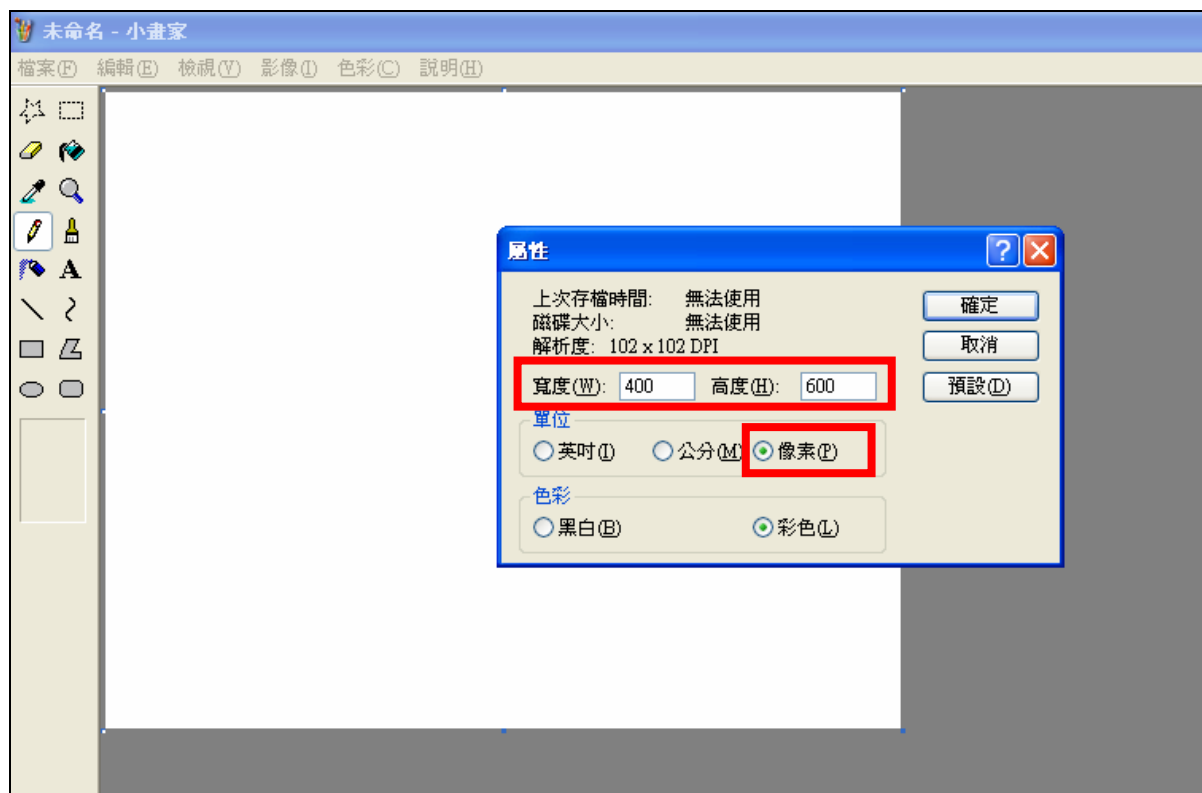 未命名 - 小畫家
檔案(F) 編輯(E) 檢視(V) 影像(I) 色彩(C) 說明(H)
A
屬性
上次存檔時間: 無法使用
磁碟大小: 無法使用
解析度: 102 x 102 DPI
寬度(W): 400 高度(H): 600
單位
英吋(I) 公分(M) 像素(P)
色彩
黑白(B) 彩色(L)
確定
取消
預設(D)